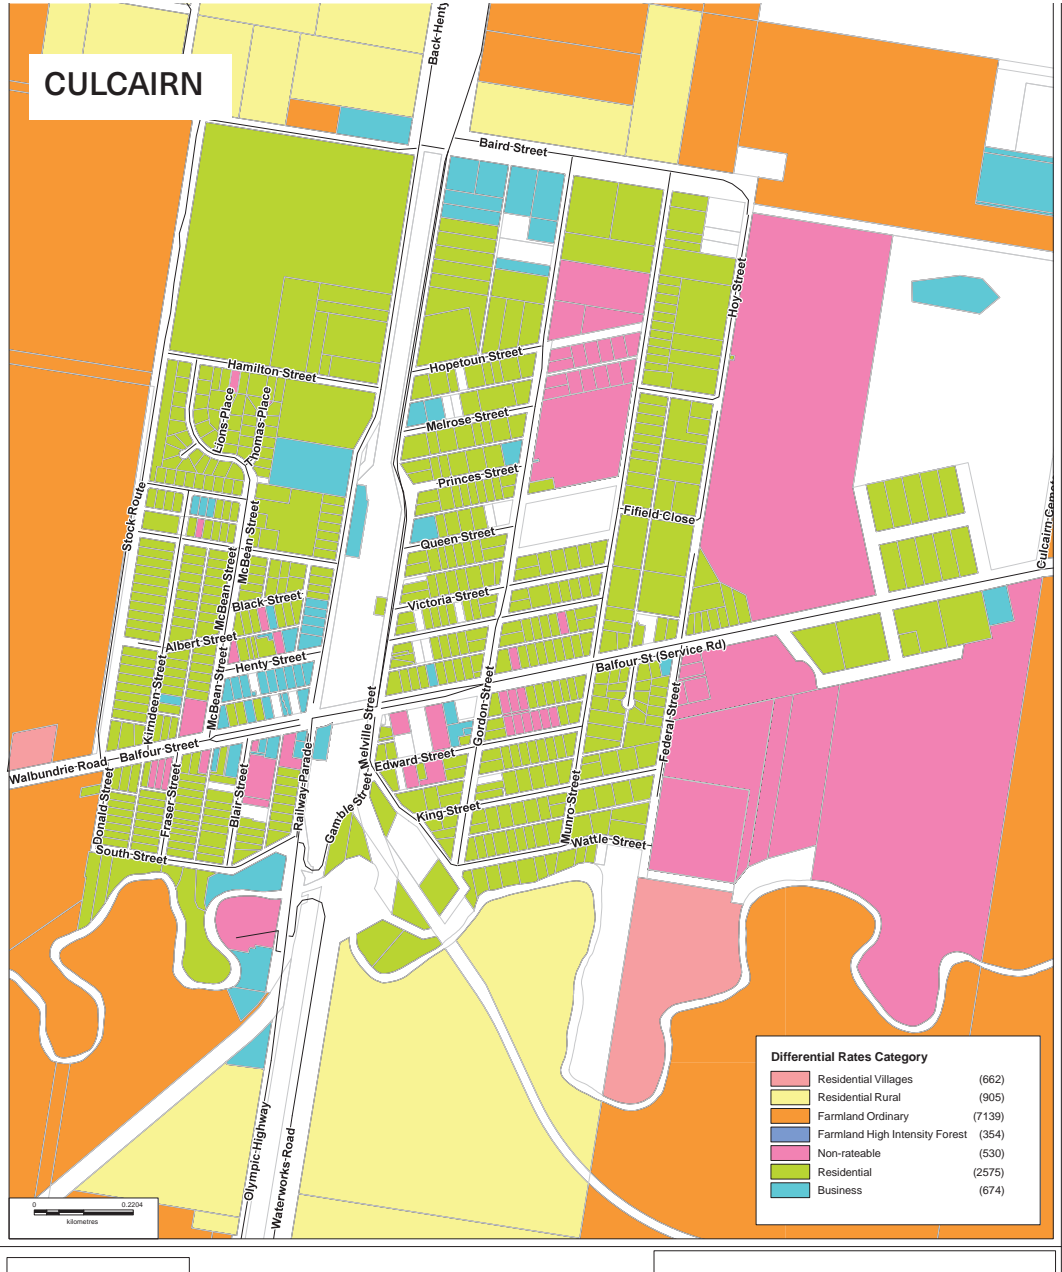 CULCAIRN
Back-Henty
Baird-Street
Hoy-Street
Hopetoun-Street
Hamilton-Street
Lions-Place
Thomas-Place
Melrose-Street
Princes-Street
Stock-Route
McBean-Street
Fifield-Close
Queen-Street
Culcairn-Cemet
McBean-Street
Black-Street
Victoria-Street
Albert-Street
Henty-Street
Balfour-St-(Service-Rd)
Kirndeen-Street
McBean-Street
Gordon-Street
Federal-Street
Melville-Street
Balfour-Street
Walbundrie-Road
Edward-Street
Donald-Street
Fraser-Street
Blair-Street
Railway-Parade
Gamble-Street
King-Street
Munro-Street
Wattle-Street
South-Street
Olympic-Highway
Waterworks-Road
Differential Rates Category
Residential Villages (662)
Residential Rural (905)
Farmland Ordinary (7139)
Farmland High Intensity Forest (354)
Non-rateable (530)
Residential (2575)
Business (674)
0 0.2204
kilometres